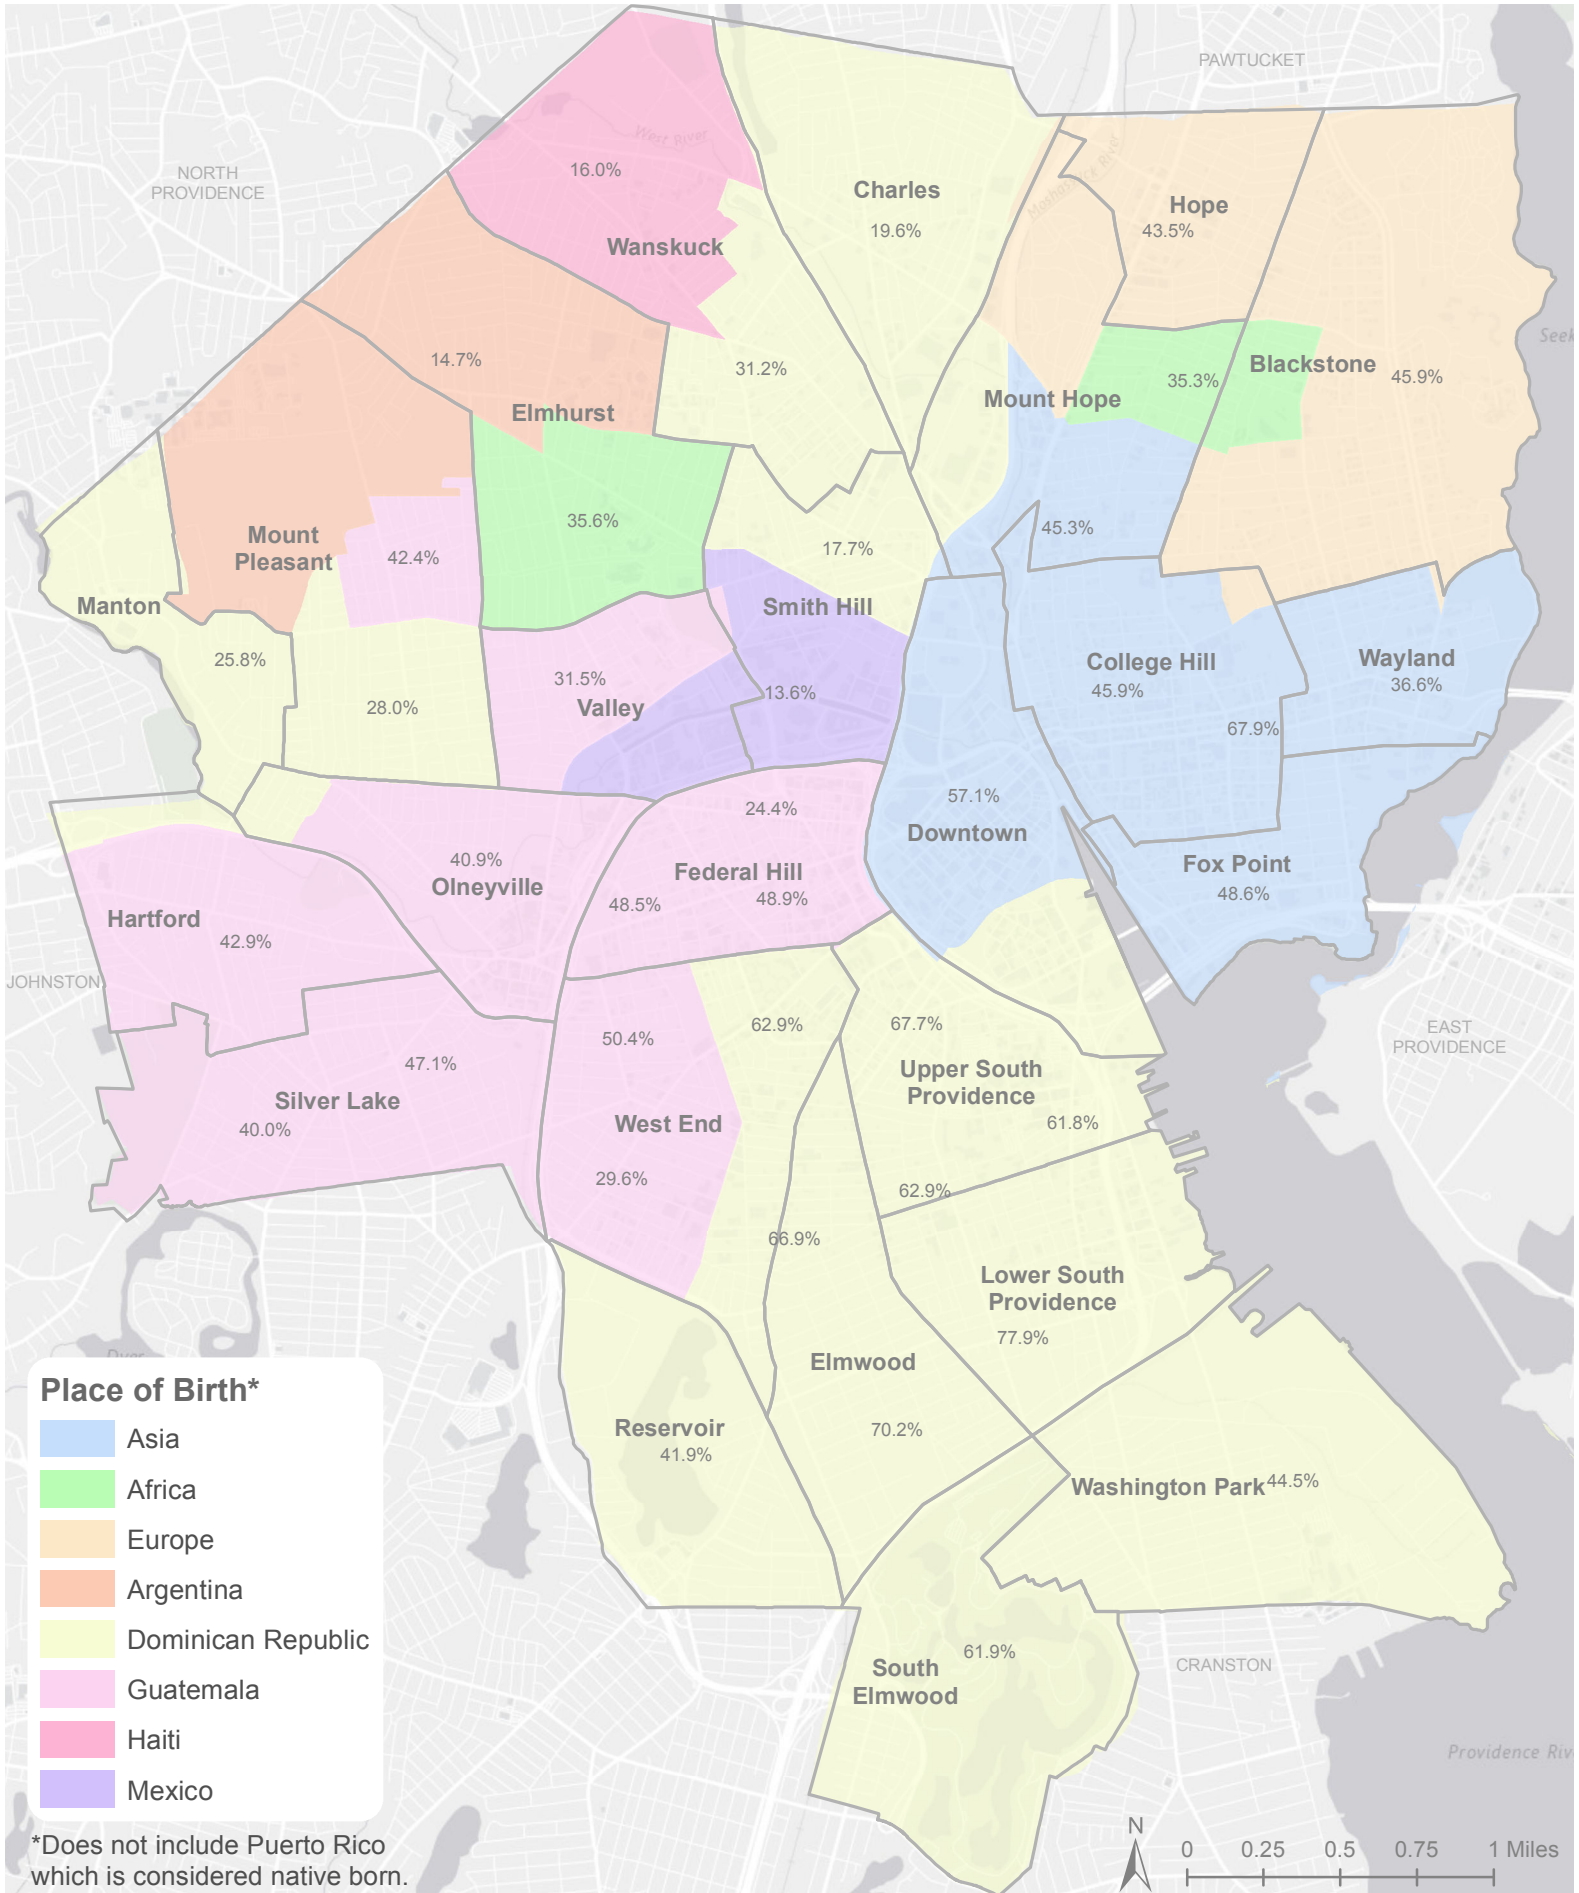 PAWTUCKET
NORTH
PROVIDENCE
West River
16.0%
Wanskuck
Charles
19.6%
Moshassuck River
Hope
43.5%
14.7%
Elmhurst
31.2%
Mount Hope
35.3%
Blackstone
45.9%
Seek
Mount
Pleasant
42.4%
35.6%
17.7%
45.3%
Manton
25.8%
28.0%
31.5%
Valley
Smith Hill
13.6%
College Hill
45.9%
67.9%
Wayland
36.6%
24.4%
Federal Hill
48.5%
48.9%
57.1%
Downtown
Fox Point
48.6%
40.9%
Olneyville
Hartford
42.9%
JOHNSTON
47.1%
Silver Lake
40.0%
50.4%
62.9%
West End
29.6%
67.7%
Upper South
Providence
61.8%
62.9%
EAST
PROVIDENCE
66.9%
Lower South
Providence
77.9%
Elmwood
70.2%
Reservoir
41.9%
Washington Park
44.5%
61.9%
South
Elmwood
CRANSTON
Providence Rive
Dyer
Place of Birth*
Asia
Africa
Europe
Argentina
Dominican Republic
Guatemala
Haiti
Mexico
*Does not include Puerto Rico
which is considered native born.
N
0 0.25 0.5 0.75 1 Miles